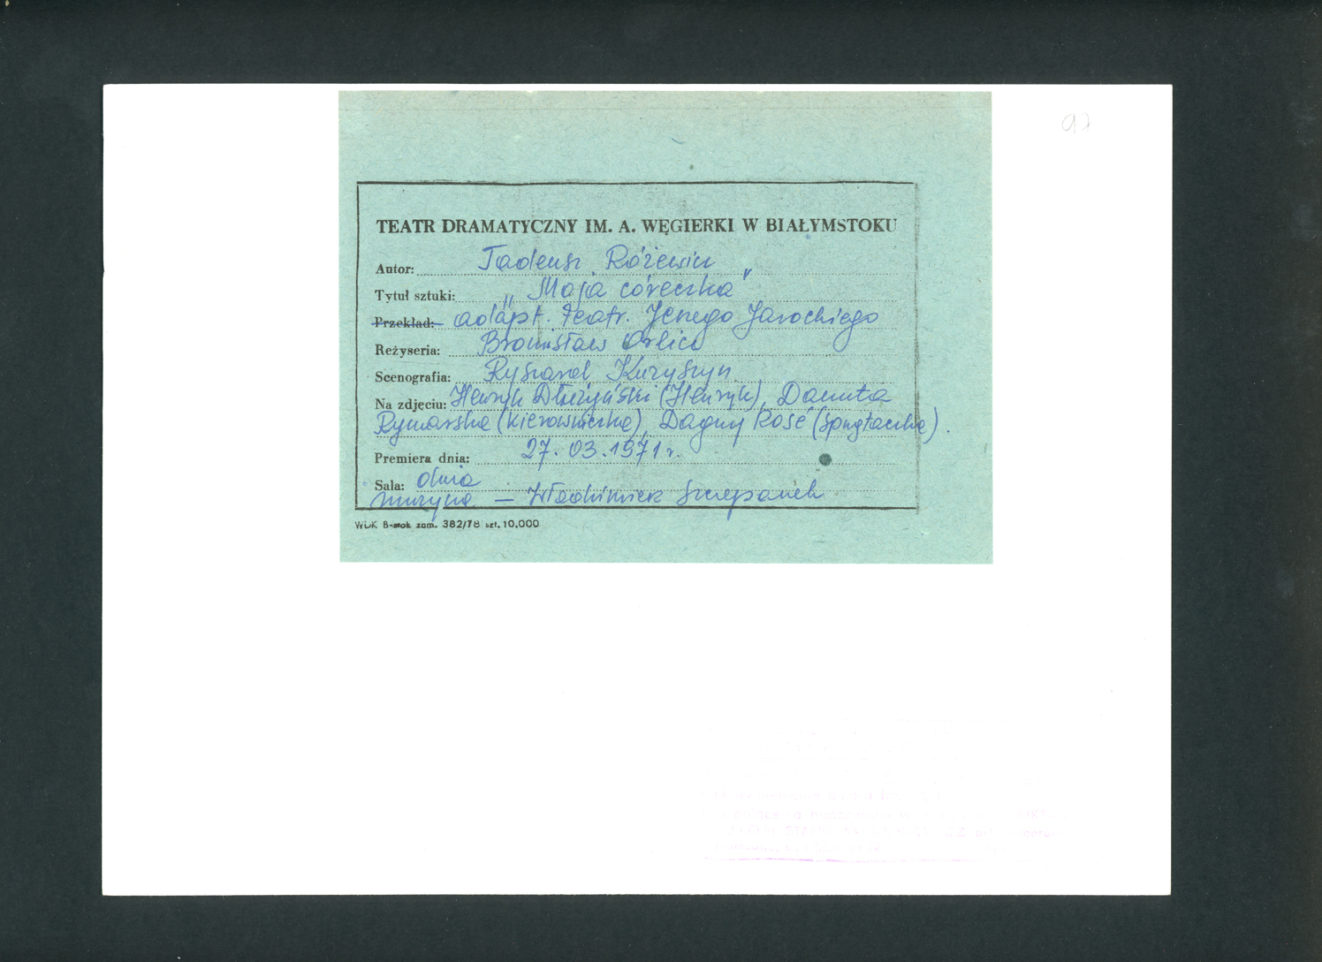 97
TEATR DRAMATYCZNY IM. A. WĘGIERKI W BIAŁYMSTOKU
Autor: Tadeusz Różewicz
Tytuł sztuki: „Moja córeczka"
Przekład: adapt. teatr. Jerzego Jarockiego
Reżyseria: Bronisław Orlicz
Scenografia: Ryszard Kuzyszyn
Na zdjęciu: Henryk Dłużyński (Henryk), Danuta
Rymarska (kierowniczka), Dagny Rose (sprzątaczka).
Premiera dnia: 27.03.1971 r.
Sala: duża
muzyka – Włodzimierz Szczepanek
WDK B-stok zam. 382/78 szt. 10,000